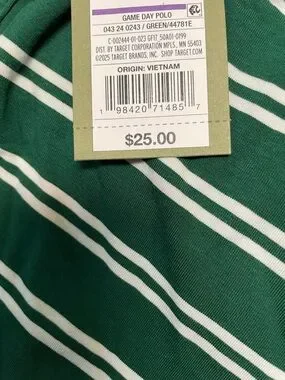 GAME DAY POLO
043 24 0243 / GREEN/44781E
C-002444-01-023 GFIT_50A01-0199
DIST. BY TARGET CORPORATION MPLS., MN 55403
©2025 TARGET BRANDS, INC. SHOP TARGET.COM
ORIGIN: VIETNAM
1 98420 71485 7
$25.00